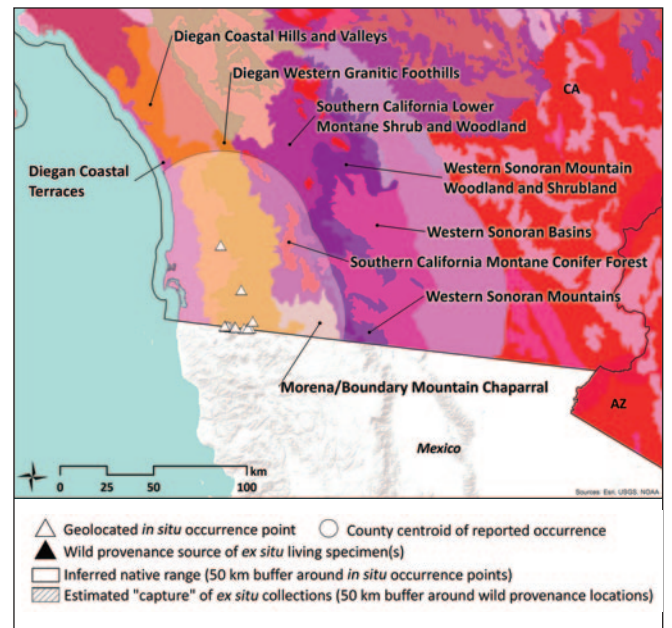 Diegan Coastal Hills and Valleys
Diegan Western Granitic Foothills
CA
Southern California Lower
Montane Shrub and Woodland
Diegan Coastal
Terraces
Western Sonoran Mountain
Woodland and Shrubland
Western Sonoran Basins
Southern California Montane Conifer Forest
Western Sonoran Mountains
Morena/Boundary Mountain Chaparral
AZ
Mexico
km
0 25 50 100
Sources: Esri, USGS, NOAA
Geolocated in situ occurrence point
County centroid of reported occurrence
Wild provenance source of ex situ living specimen(s)
Inferred native range (50 km buffer around in situ occurrence points)
Estimated "capture" of ex situ collections (50 km buffer around wild provenance locations)